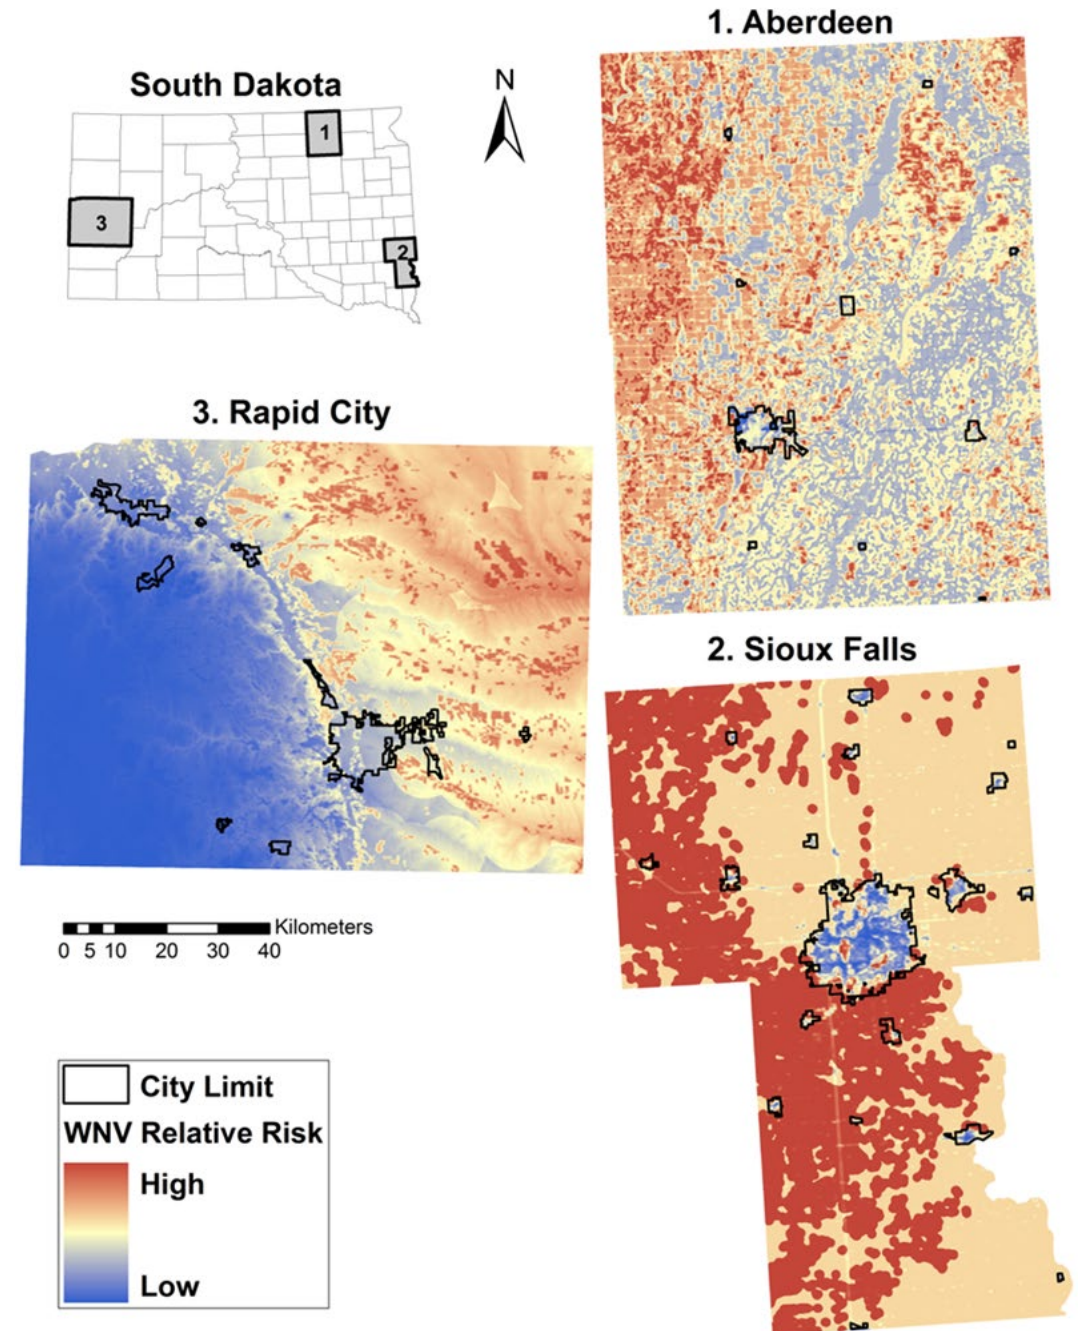 1. Aberdeen
South Dakota
N
1
3
2
3. Rapid City
2. Sioux Falls
Kilometers
0 5 10 20 30 40
City Limit
WNV Relative Risk
High
Low